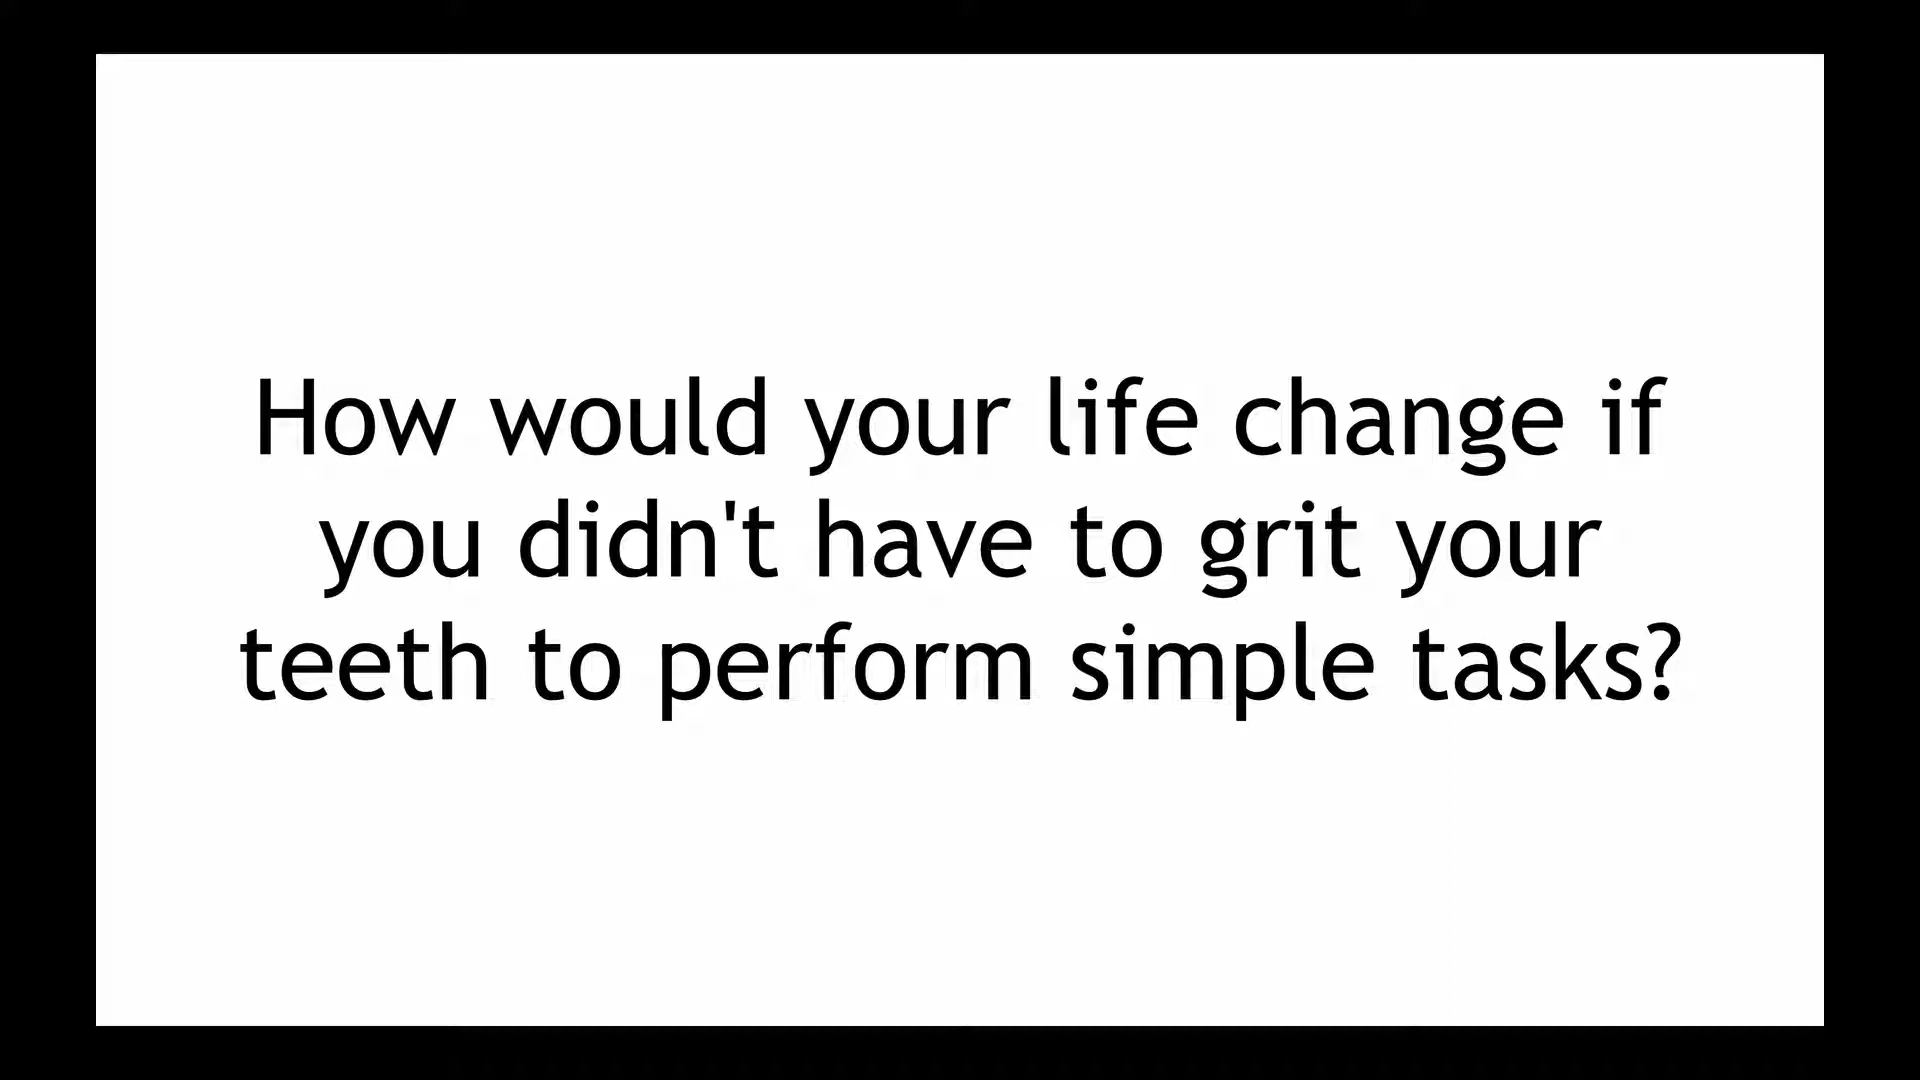 How would your life change if
you didn't have to grit your
teeth to perform simple tasks?